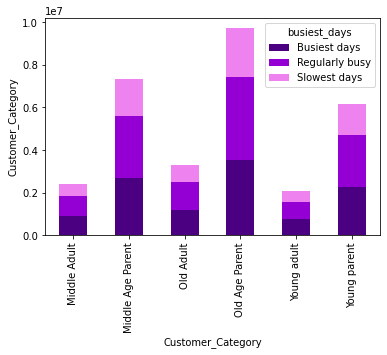 1e7
busiest_days
Busiest days
Regularly busy
Slowest days
1.0
0.8
0.6
0.4
0.2
0.0
Customer_Category
Middle Adult
Middle Age Parent
Old Adult
Old Age Parent
Young adult
Young parent
Customer_Category